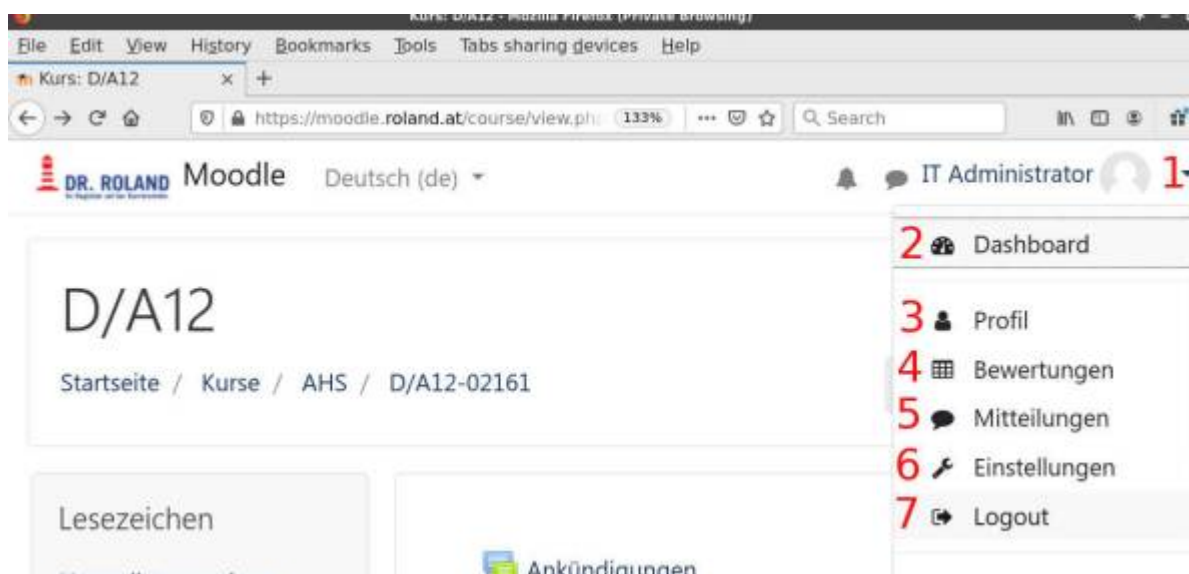 Kurs: D/A12 - Mozilla Firefox (Private Browsing)
File Edit View History Bookmarks Tools Tabs sharing devices Help
Kurs: D/A12 × +
https://moodle.roland.at/course/view.ph 133% ... Search
DR. ROLAND Moodle Deutsch (de) IT Administrator 1
2 Dashboard
D/A12
3 Profil
Startseite / Kurse / AHS / D/A12-02161
4 Bewertungen
5 Mitteilungen
6 Einstellungen
Lesezeichen
7 Logout
Ankündigungen